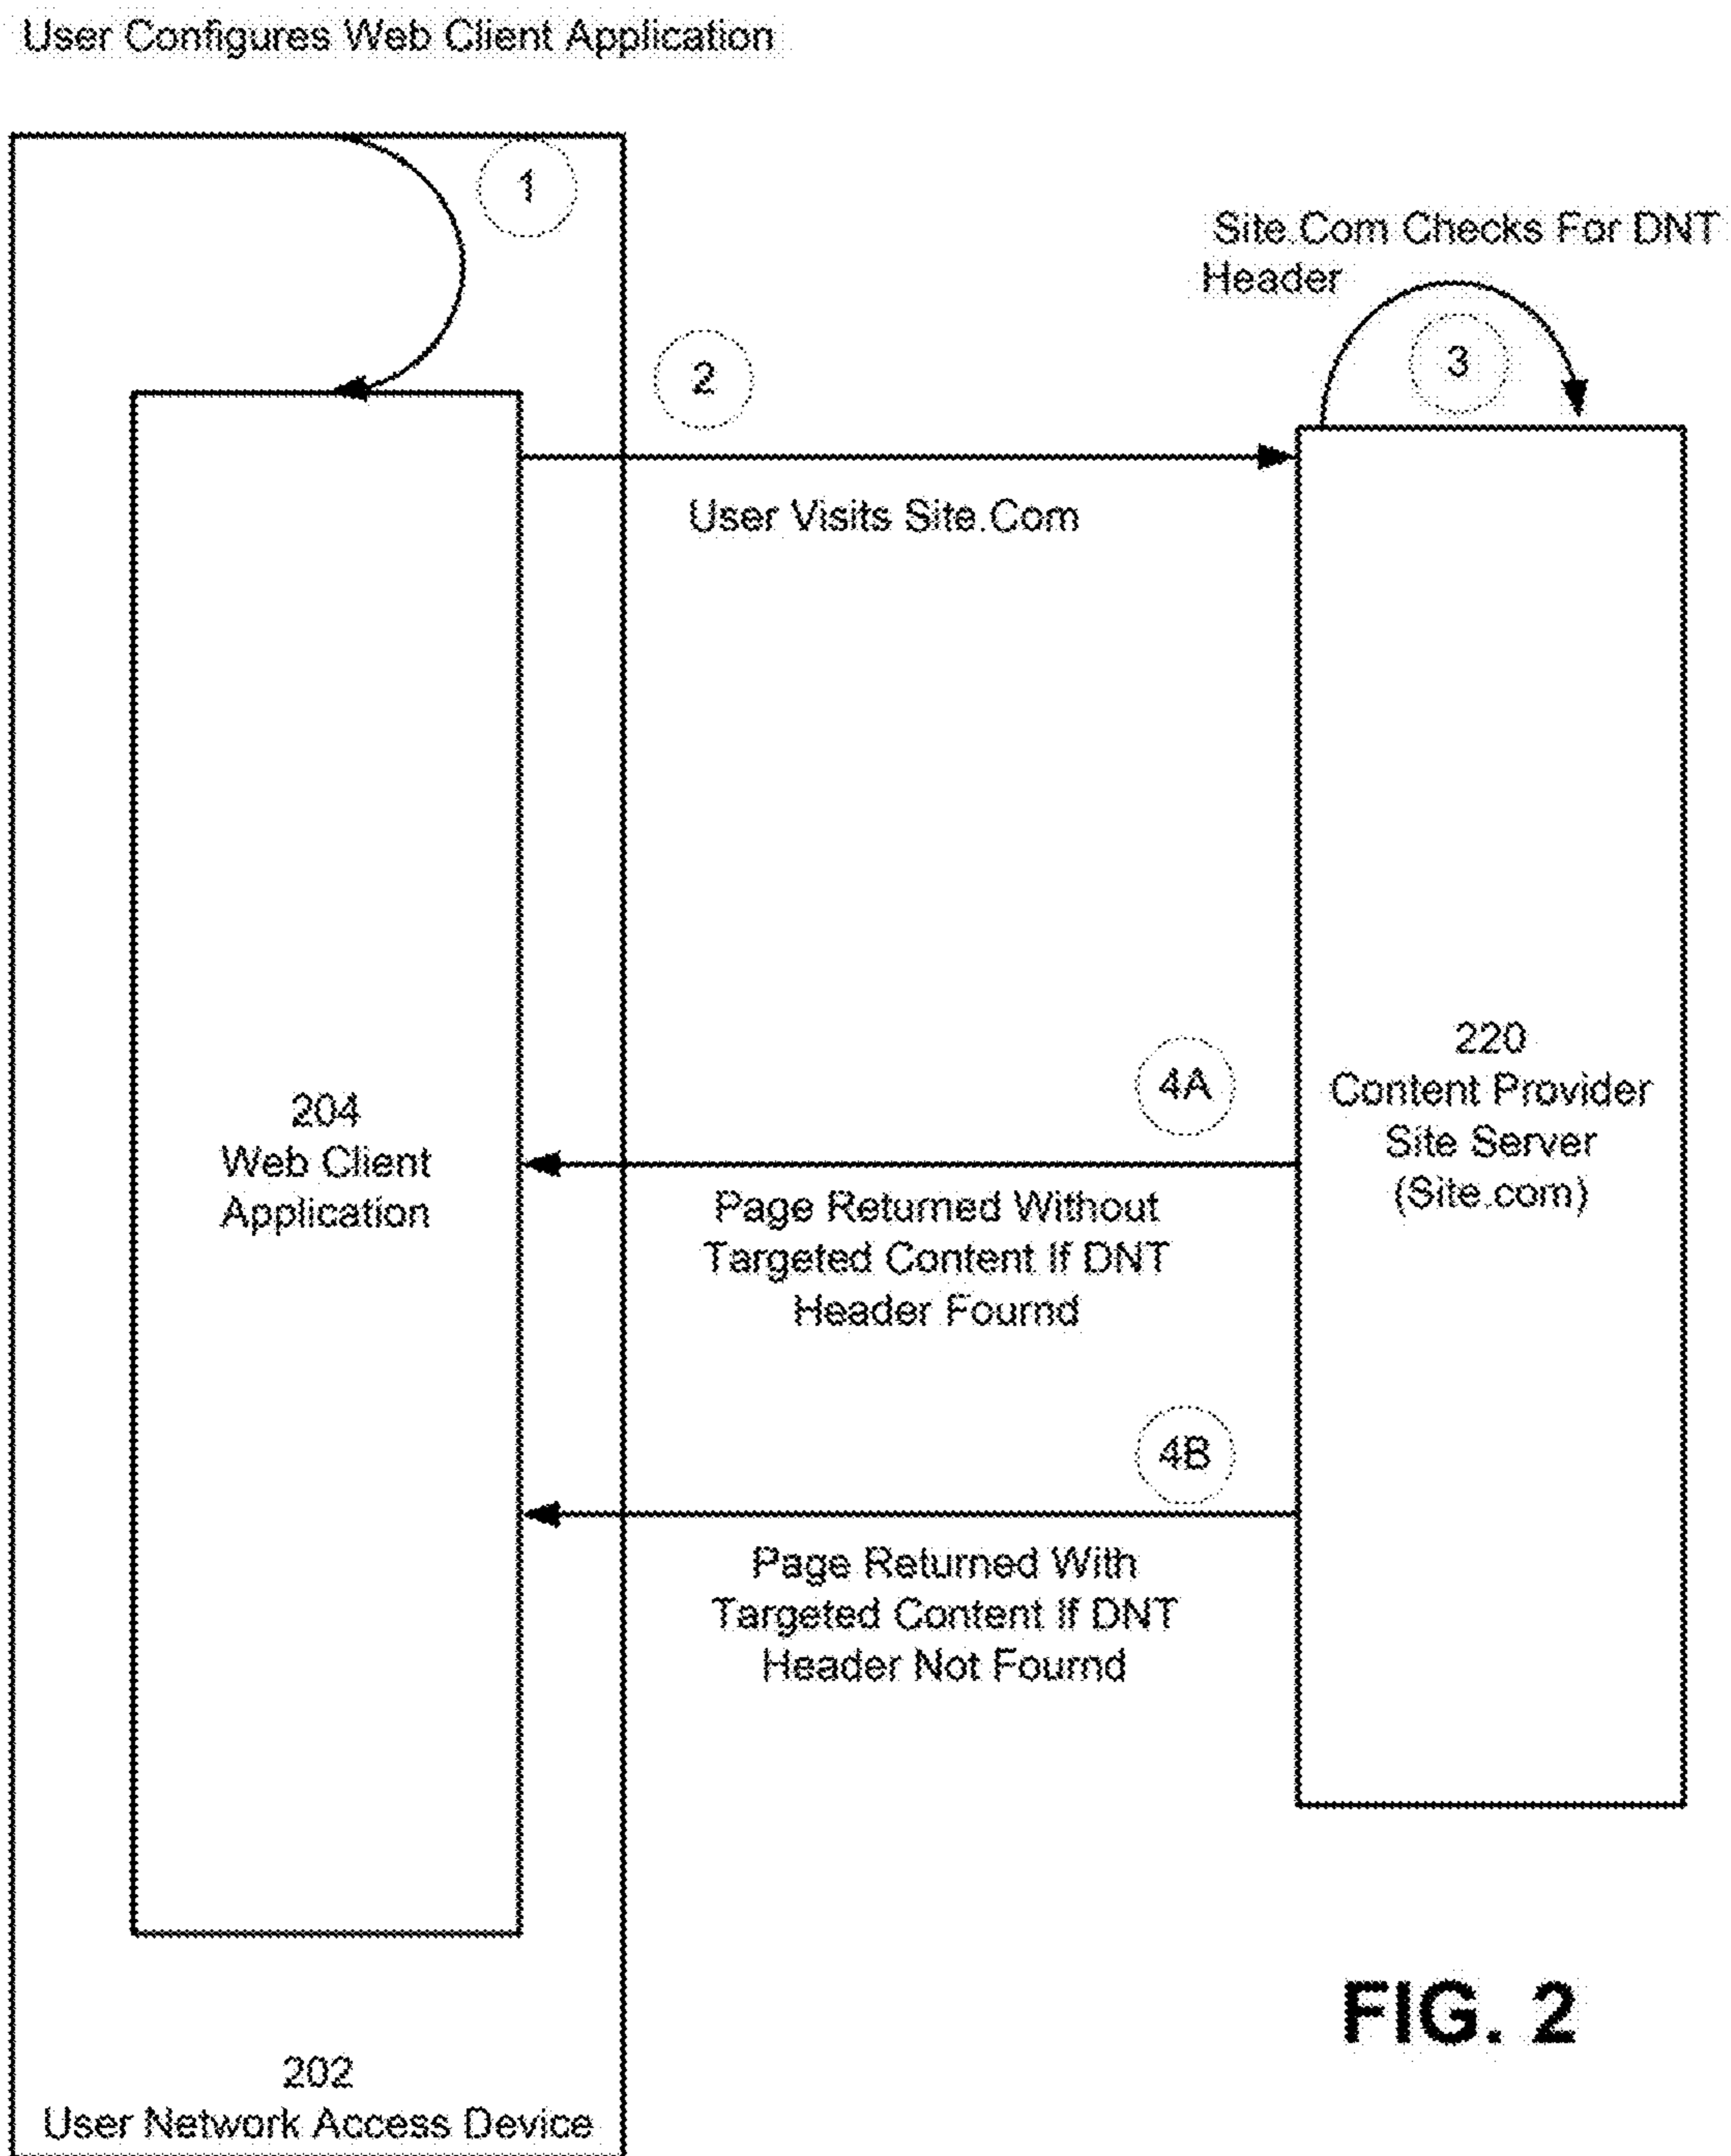 User Configures Web Client Application
1
Site.Com Checks For DNT
Header
3
2
User Visits Site.Com
204
Web Client
Application
4A
Page Returned Without
Targeted Content If DNT
Header Fournd
4B
Page Returned With
Targeted Content If DNT
Header Not Fournd
220
Content Provider
Site Server
(Site.com)
202
User Network Access Device
FIG. 2